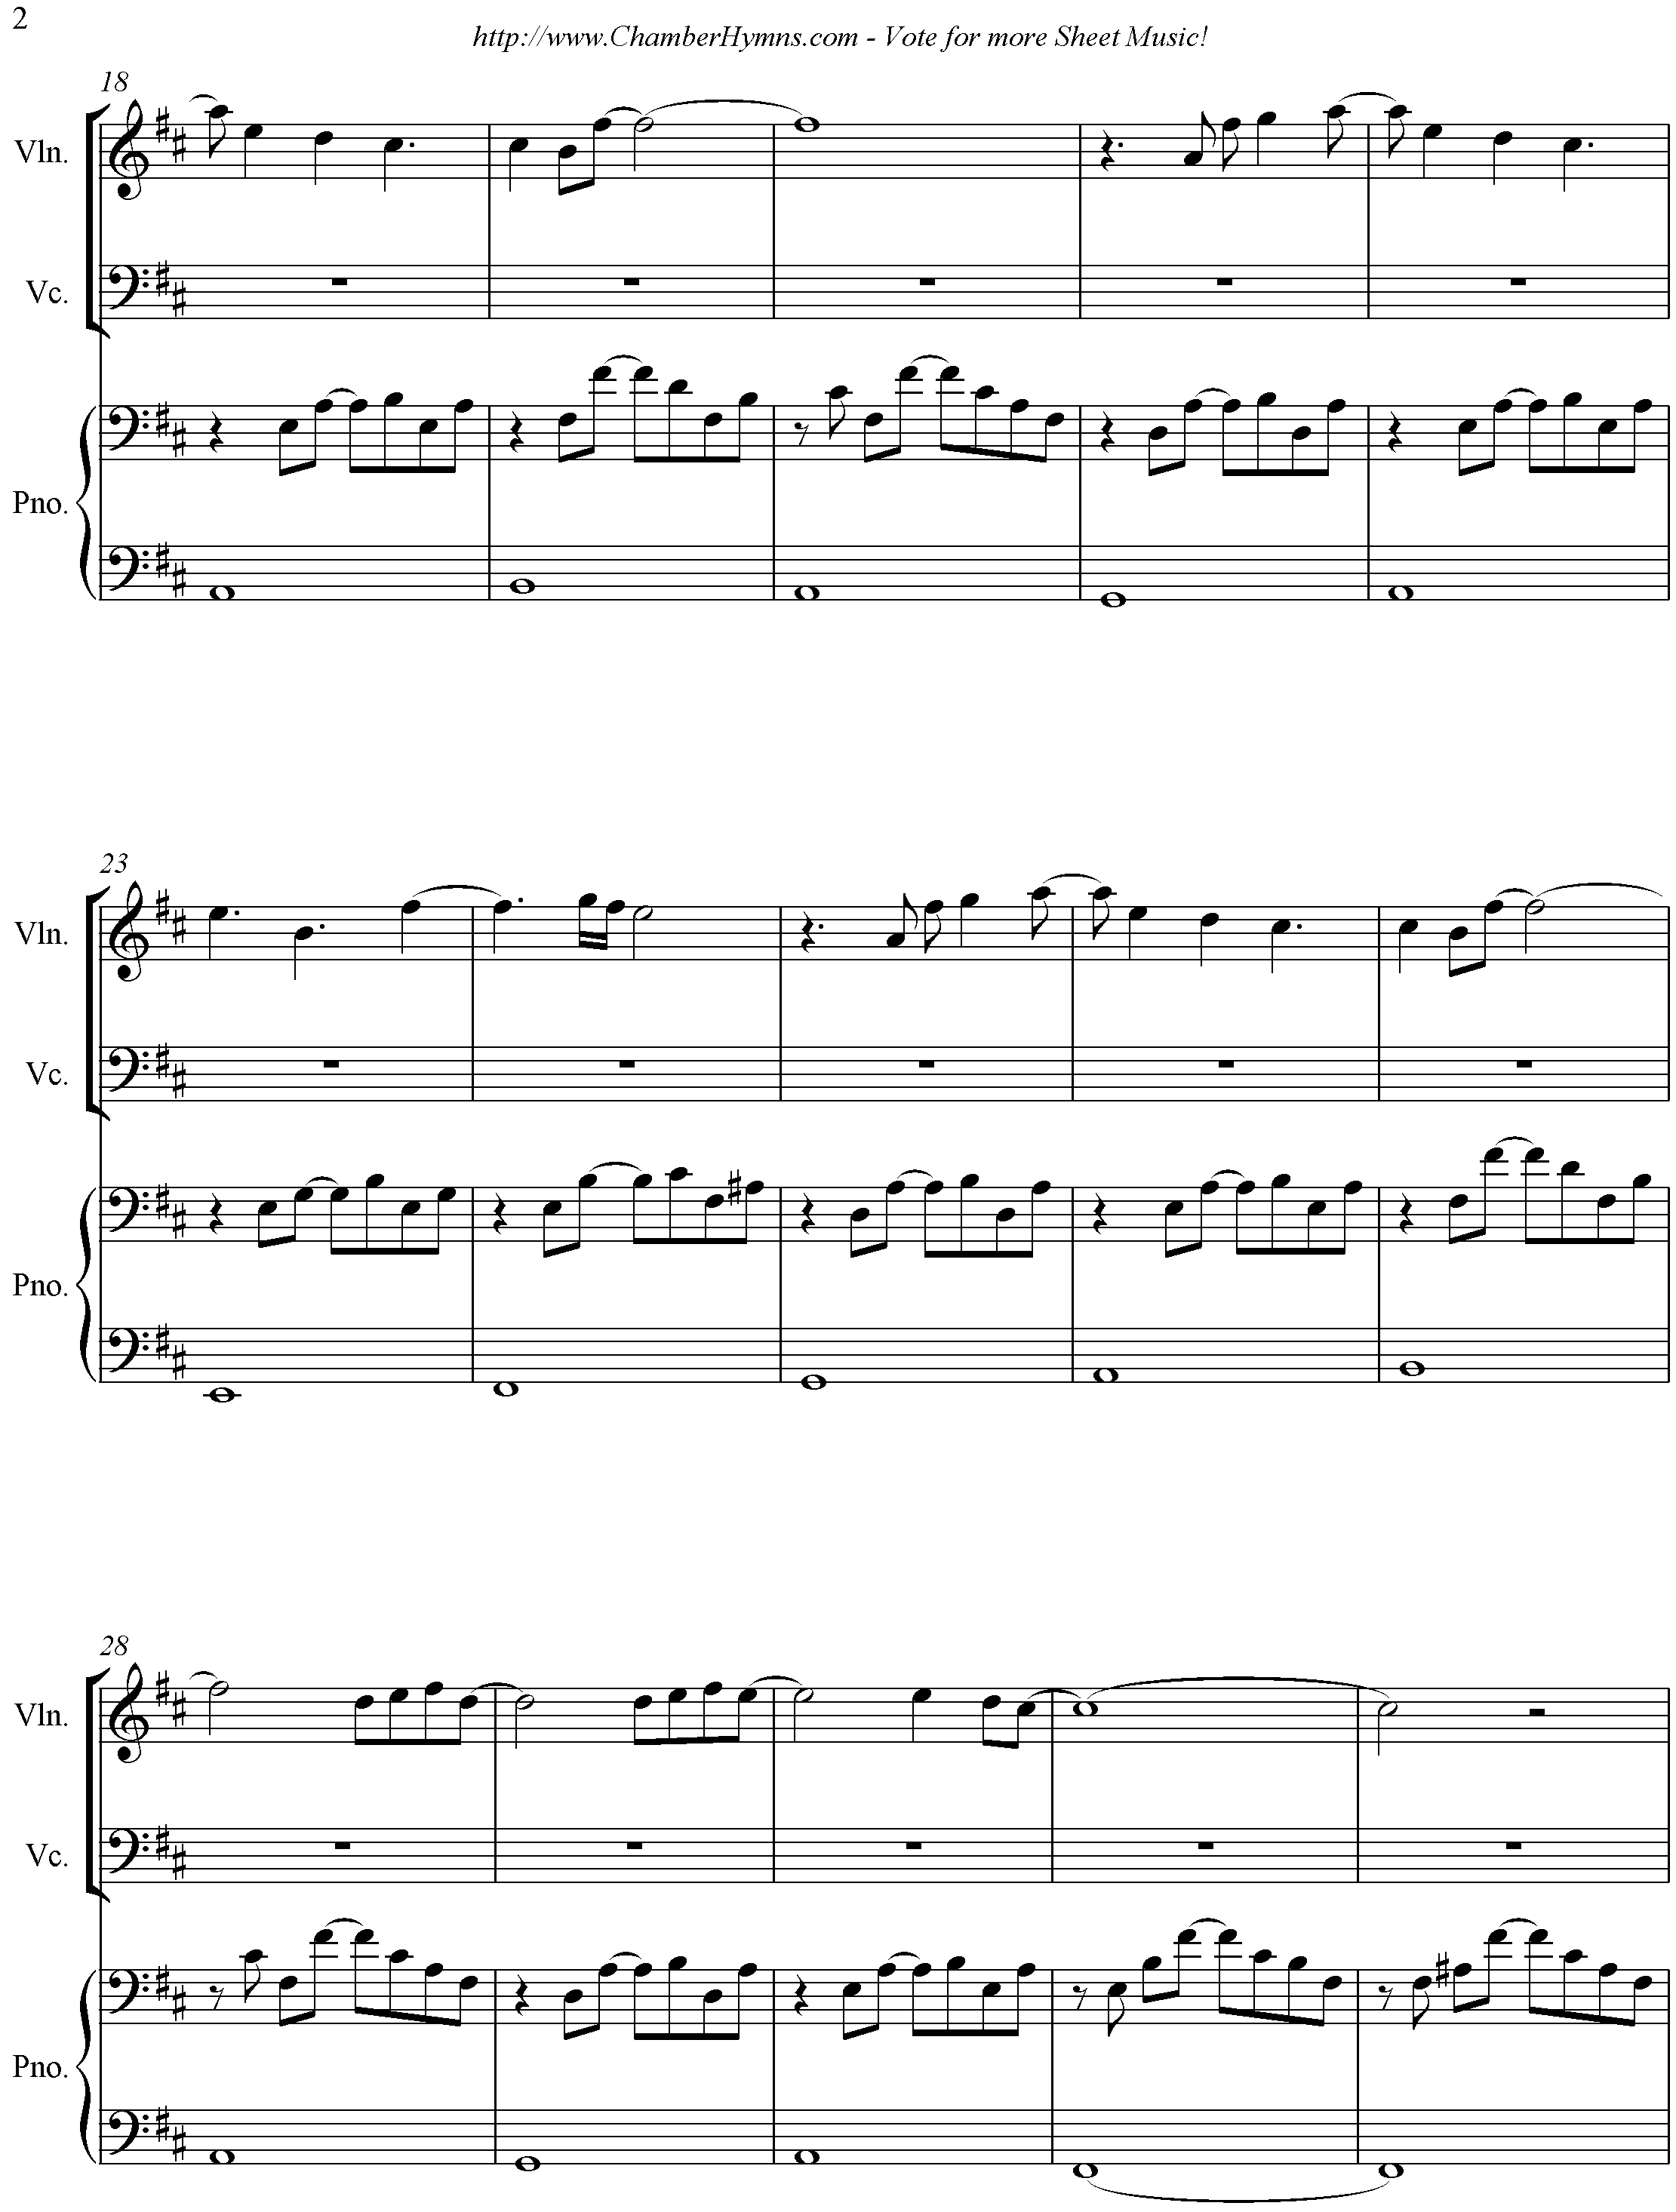 2
http://www.ChamberHymns.com - Vote for more Sheet Music!
18
Vln.
Vc.
Pno.
23
Vln.
Vc.
Pno.
28
Vln.
Vc.
Pno.